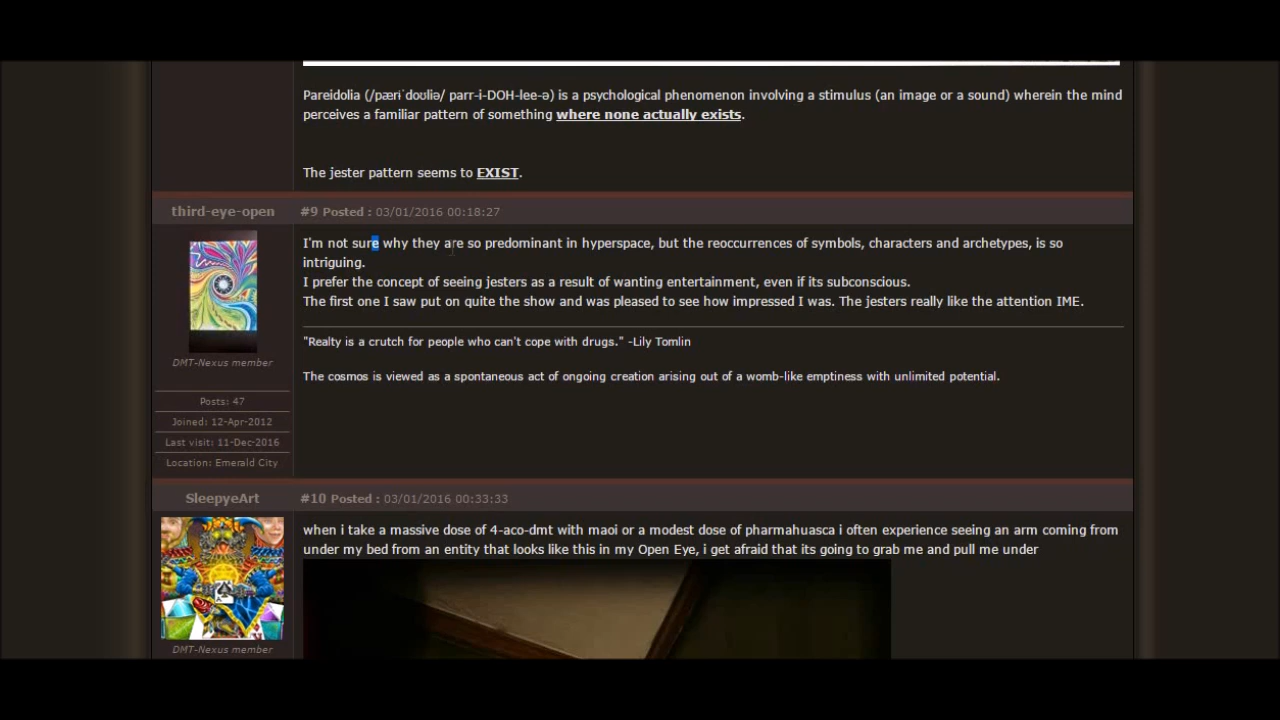 Pareidolia (/pærɨˈdoʊliə/ parr-i-DOH-lee-ə) is a psychological phenomenon involving a stimulus (an image or a sound) wherein the mind
perceives a familiar pattern of something where none actually exists.
The jester pattern seems to EXIST.
third-eye-open
#9 Posted : 03/01/2016 00:18:27
I'm not sure why they are so predominant in hyperspace, but the reoccurrences of symbols, characters and archetypes, is so
intriguing.
I prefer the concept of seeing jesters as a result of wanting entertainment, even if its subconscious.
The first one I saw put on quite the show and was pleased to see how impressed I was. The jesters really like the attention IME.
"Realty is a crutch for people who can't cope with drugs." -Lily Tomlin
The cosmos is viewed as a spontaneous act of ongoing creation arising out of a womb-like emptiness with unlimited potential.
DMT-Nexus member
Posts: 47
Joined: 12-Apr-2012
Last visit: 11-Dec-2016
Location: Emerald City
SleepyeArt
#10 Posted : 03/01/2016 00:33:33
when i take a massive dose of 4-aco-dmt with maoi or a modest dose of pharmahuasca i often experience seeing an arm coming from
under my bed from an entity that looks like this in my Open Eye, i get afraid that its going to grab me and pull me under
DMT-Nexus member